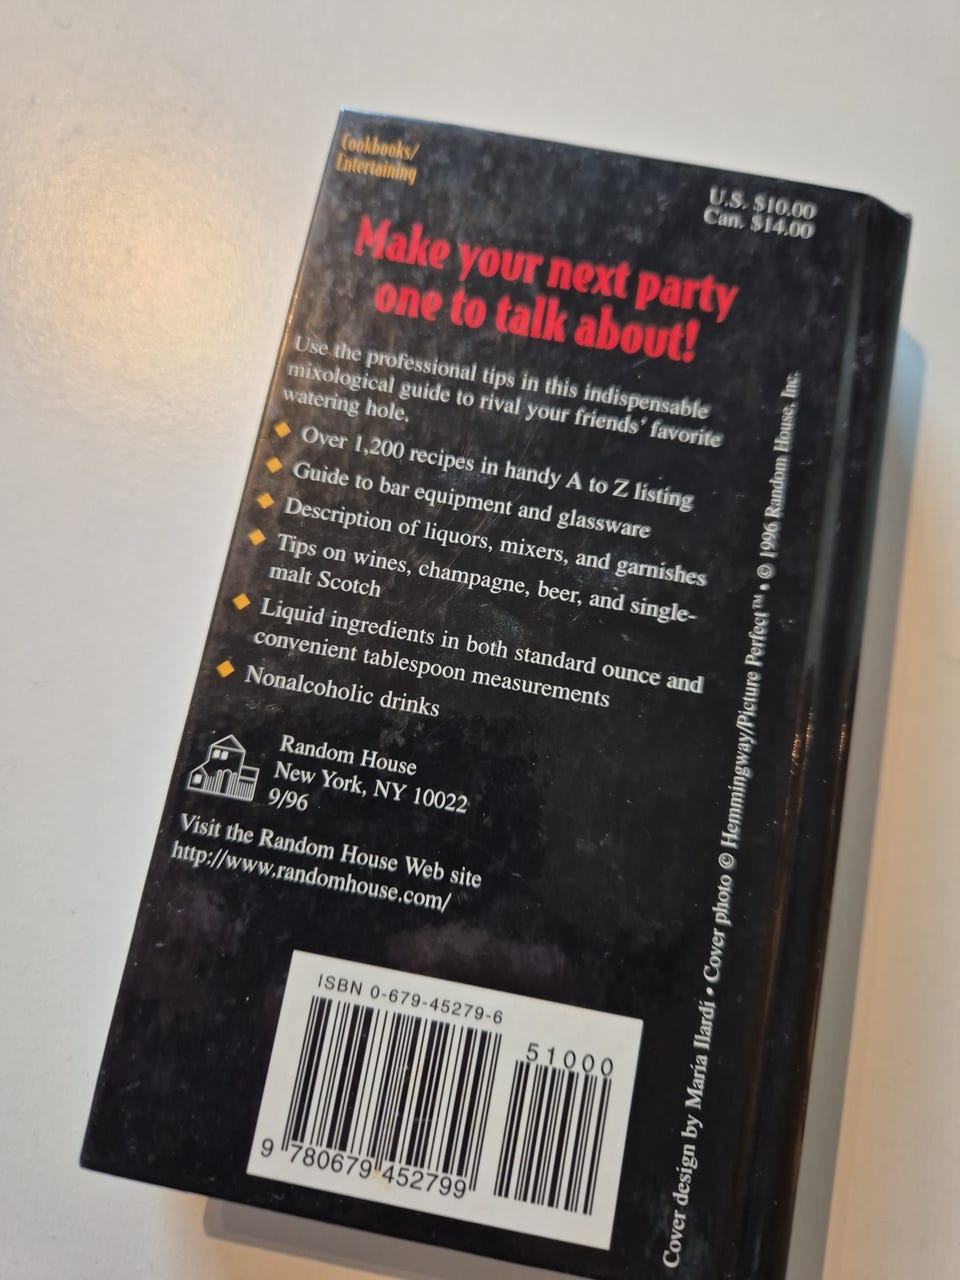 Cookbooks/
Entertaining
U.S. $10.00
Can. $14.00
Make your next party
one to talk about!
Use the professional tips in this indispensable
mixological guide to rival your friends' favorite
watering hole.
Over 1,200 recipes in handy A to Z listing
Guide to bar equipment and glassware
Description of liquors, mixers, and garnishes
Tips on wines, champagne, beer, and single-
malt Scotch
Liquid ingredients in both standard ounce and
convenient tablespoon measurements
Nonalcoholic drinks
Random House
New York, NY 10022
9/96
Visit the Random House Web site
http://www.randomhouse.com/
ISBN 0-679-45279-6
51000
9 780679 452799
Cover design by Maria Ilardi • Cover photo © Hemmingway/Picture Perfect™ • © 1996 Random House, Inc.